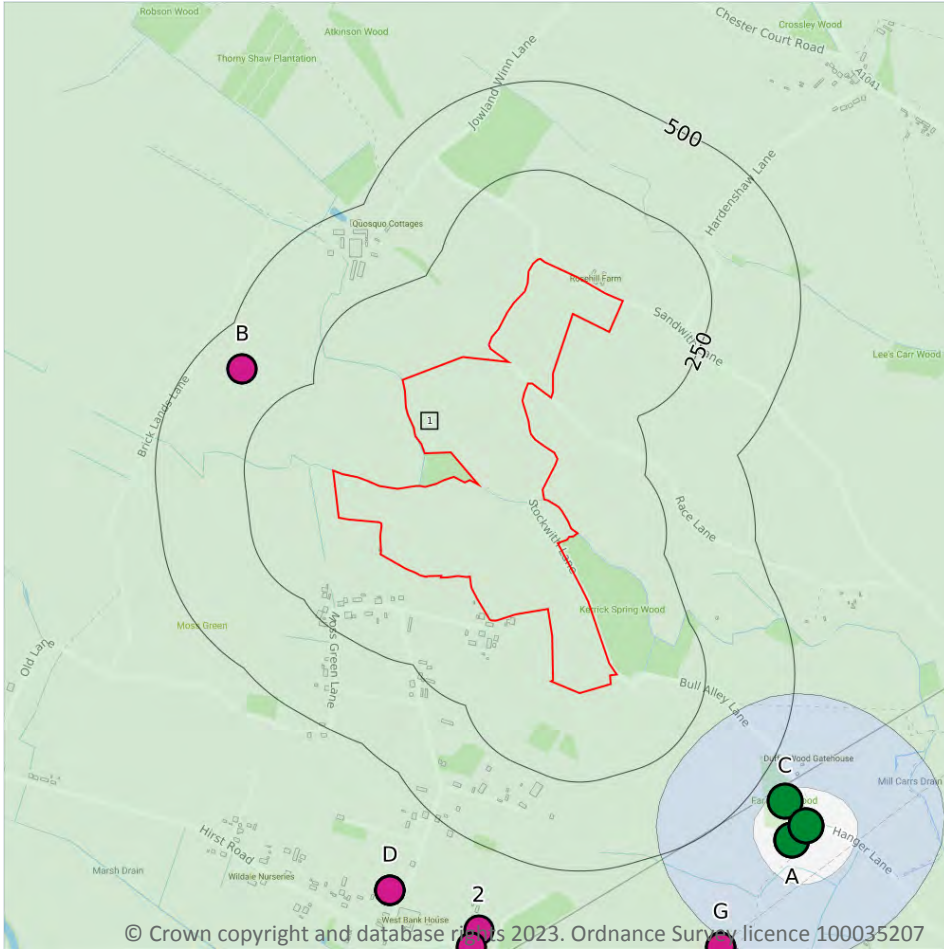 Robson Wood
Crossley Wood
Chester Court Road
Atkinson Wood
Thorny Shaw Plantation
Jowland Winn Lane
A1041
500
Hardenshaw Lane
Quosquo Cottages
Rosehill Farm
B
Sandwith Lane
250
Lee's Carr Wood
Brick Lands Lane
1
Stockwith Lane
Race Lane
Kerrick Spring Wood
Moss Green
Moss Green Lane
Old Lane
Bull Alley Lane
C
Mill Carrs Drain
Hirst Road
Hanger Lane
Marsh Drain
D
Wildale Nurseries
A
2
West Bank House
G
© Crown copyright and database rights 2023. Ordnance Survey licence 100035207